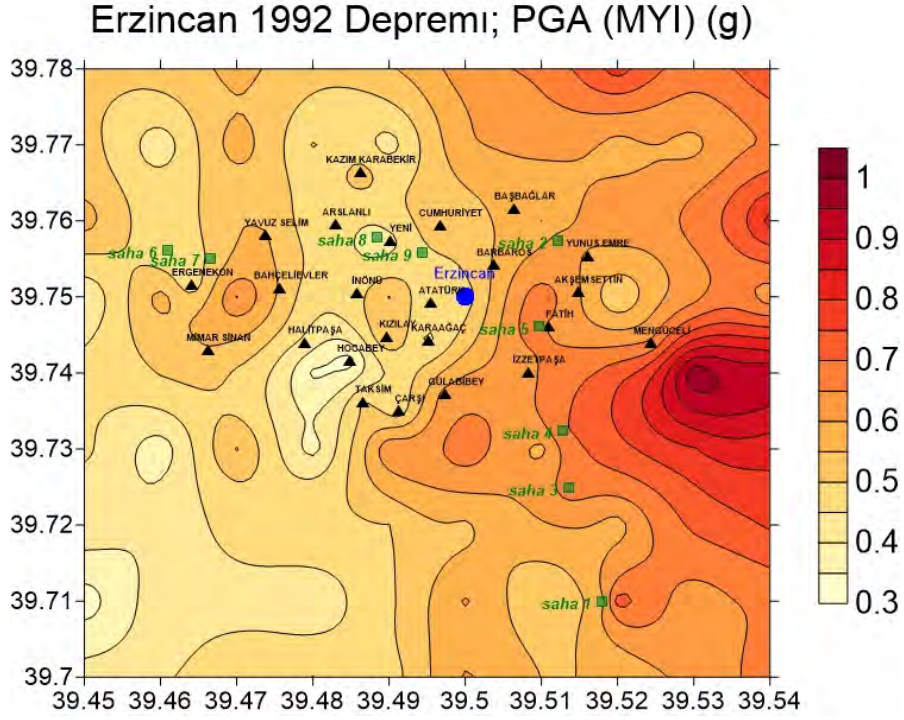 Erzincan 1992 Depremı; PGA (MYI) (g)
39.78
39.77
39.76
39.75
39.74
39.73
39.72
39.71
39.7
KAZIM KARABEKİR
BAŞBAĞLAR
ARSLANLI
CUMHURİYET
YAVUZ SELİM
YENİ
saha 8
saha 2
YUNUS EMRE
saha 6
saha 7
saha 9
BARBAROS
ERGENEKON
BAHÇELİEVLER
İNÖNÜ
Erzincan
AKŞEMSETTİN
ATATÜRK
FATİH
MİMAR SİNAN
HALİTPAŞA
KIZILAY
KARAAĞAÇ
saha 5
MENGÜCELİ
HOCABEY
İZZETPAŞA
TAKSİM
ÇARŞI
GÜLABİBEY
saha 4
saha 3
saha 1
39.45 39.46 39.47 39.48 39.49 39.5 39.51 39.52 39.53 39.54
1
0.9
0.8
0.7
0.6
0.5
0.4
0.3